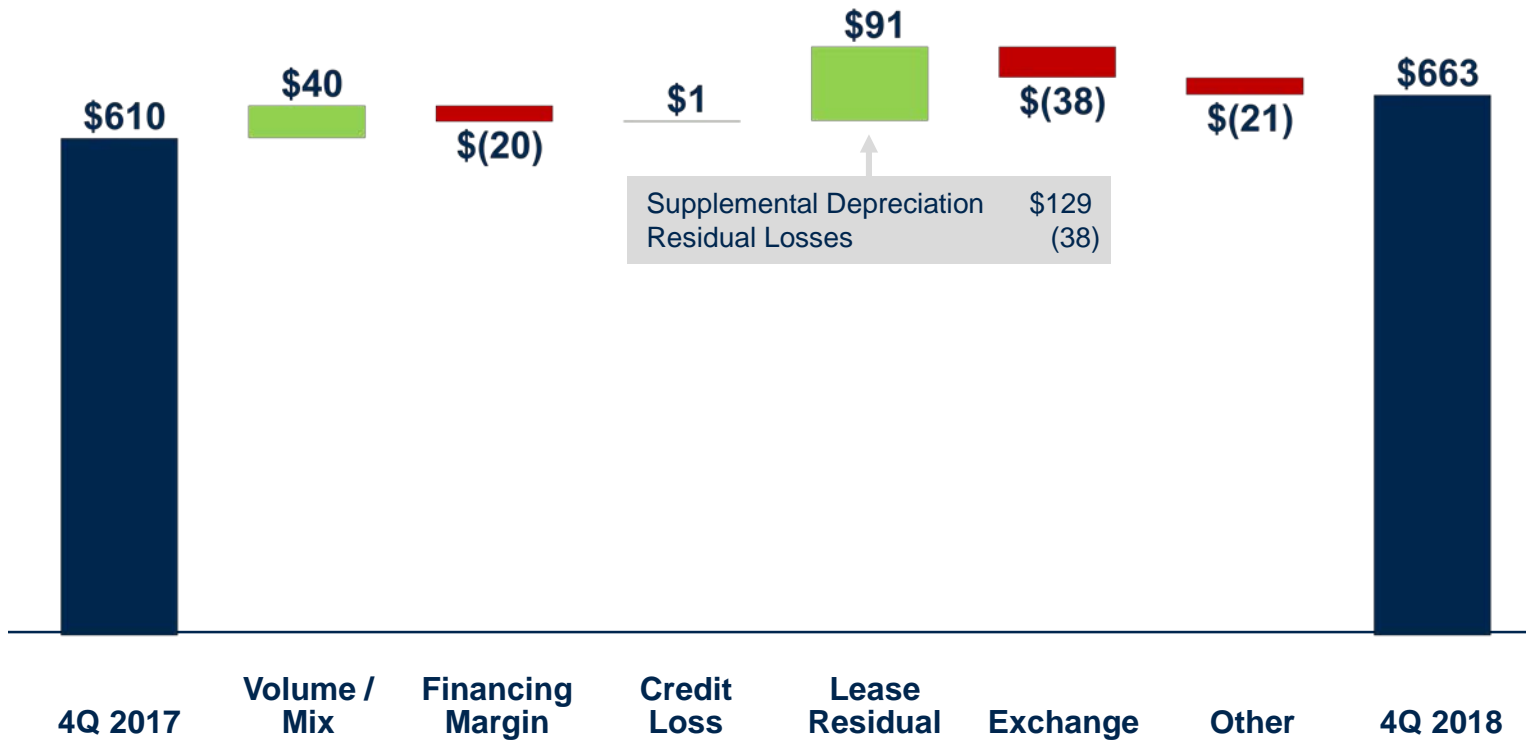 $610
$40
$(20)
$1
$91
$(38)
$(21)
$663
Supplemental Depreciation $129
Residual Losses (38)
4Q 2017
Volume /
Mix
Financing
Margin
Credit
Loss
Lease
Residual
Exchange
Other
4Q 2018